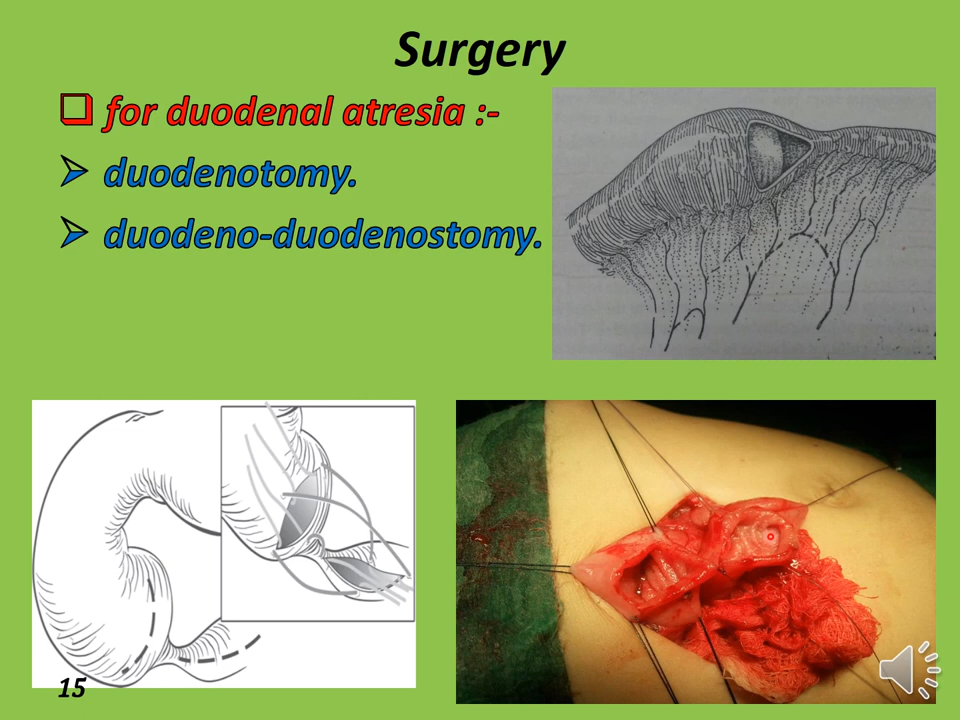 Surgery
❑ for duodenal atresia :-
➢ duodenotomy.
➢ duodeno-duodenostomy.
15